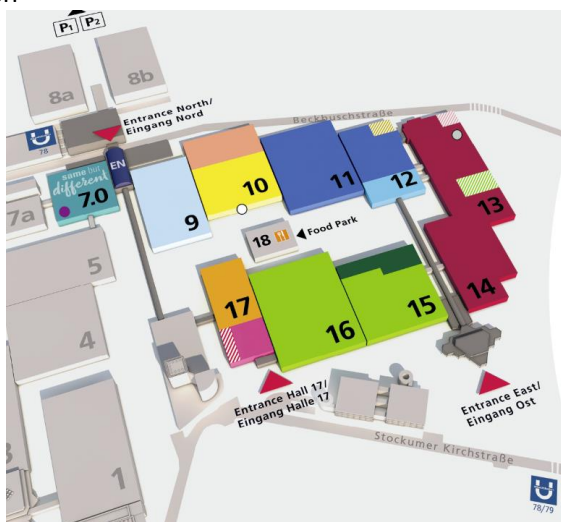 P1 P2
8a
8b
Entrance North/
Eingang Nord
Beckbuschstraße
U
78
EN
same but
different
7.0
7a
9
10
11
12
13
5
18
Food Park
4
17
16
15
14
Entrance Hall 17/
Eingang Halle 17
Entrance East/
Eingang Ost
Stockumer Kirchstraße
1
U
78/79